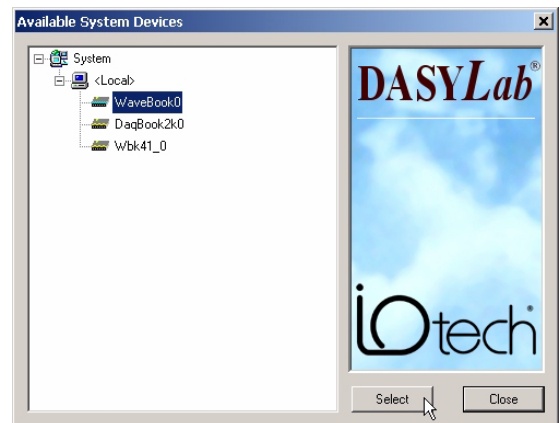 Available System Devices
System
<Local>
WaveBook0
DaqBook2k0
Wbk41_0
DASYLab®
iOtech®
Select
Close